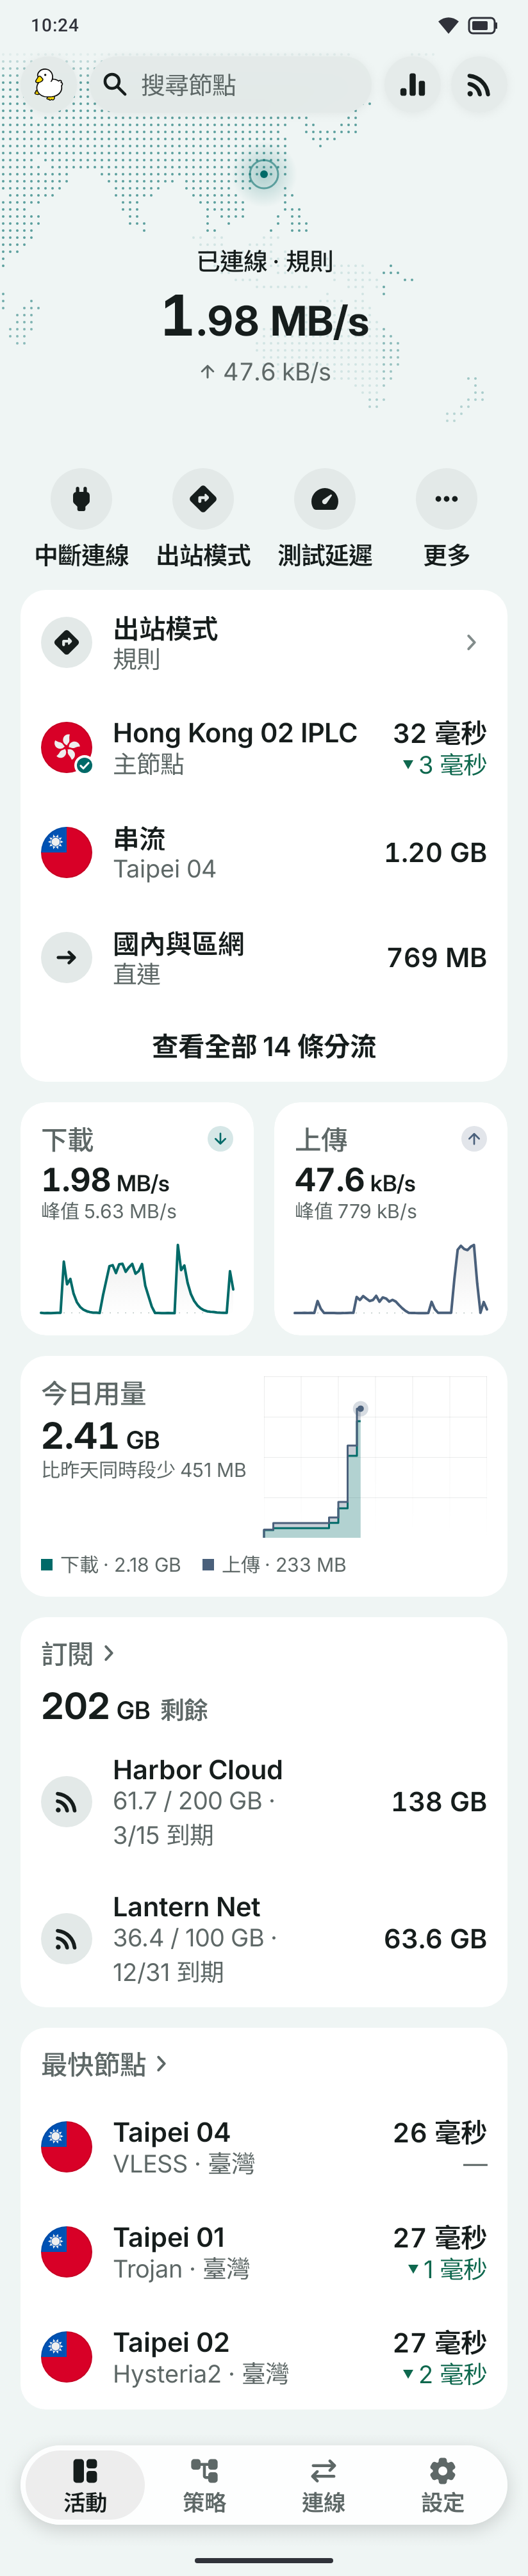 10:24
搜尋節點
已連線 · 規則
1.98 MB/s
↑ 47.6 kB/s
中斷連線 出站模式 測試延遲 更多
出站模式
規則
Hong Kong 02 IPLC 32 毫秒
主節點 ▼3 毫秒
串流
Taipei 04
1.20 GB
國內與區網
直連
769 MB
查看全部 14 條分流
下載
1.98 MB/s
峰值 5.63 MB/s
上傳
47.6 kB/s
峰值 779 kB/s
今日用量
2.41 GB
比昨天同時段少 451 MB
下載 · 2.18 GB 上傳 · 233 MB
訂閱
202 GB 剩餘
Harbor Cloud
61.7 / 200 GB ·
3/15 到期
138 GB
Lantern Net
36.4 / 100 GB ·
12/31 到期
63.6 GB
最快節點
Taipei 04 26 毫秒
VLESS · 臺灣 —
Taipei 01 27 毫秒
Trojan · 臺灣 ▼1 毫秒
Taipei 02 27 毫秒
Hysteria2 · 臺灣 ▼2 毫秒
活動 策略 連線 設定